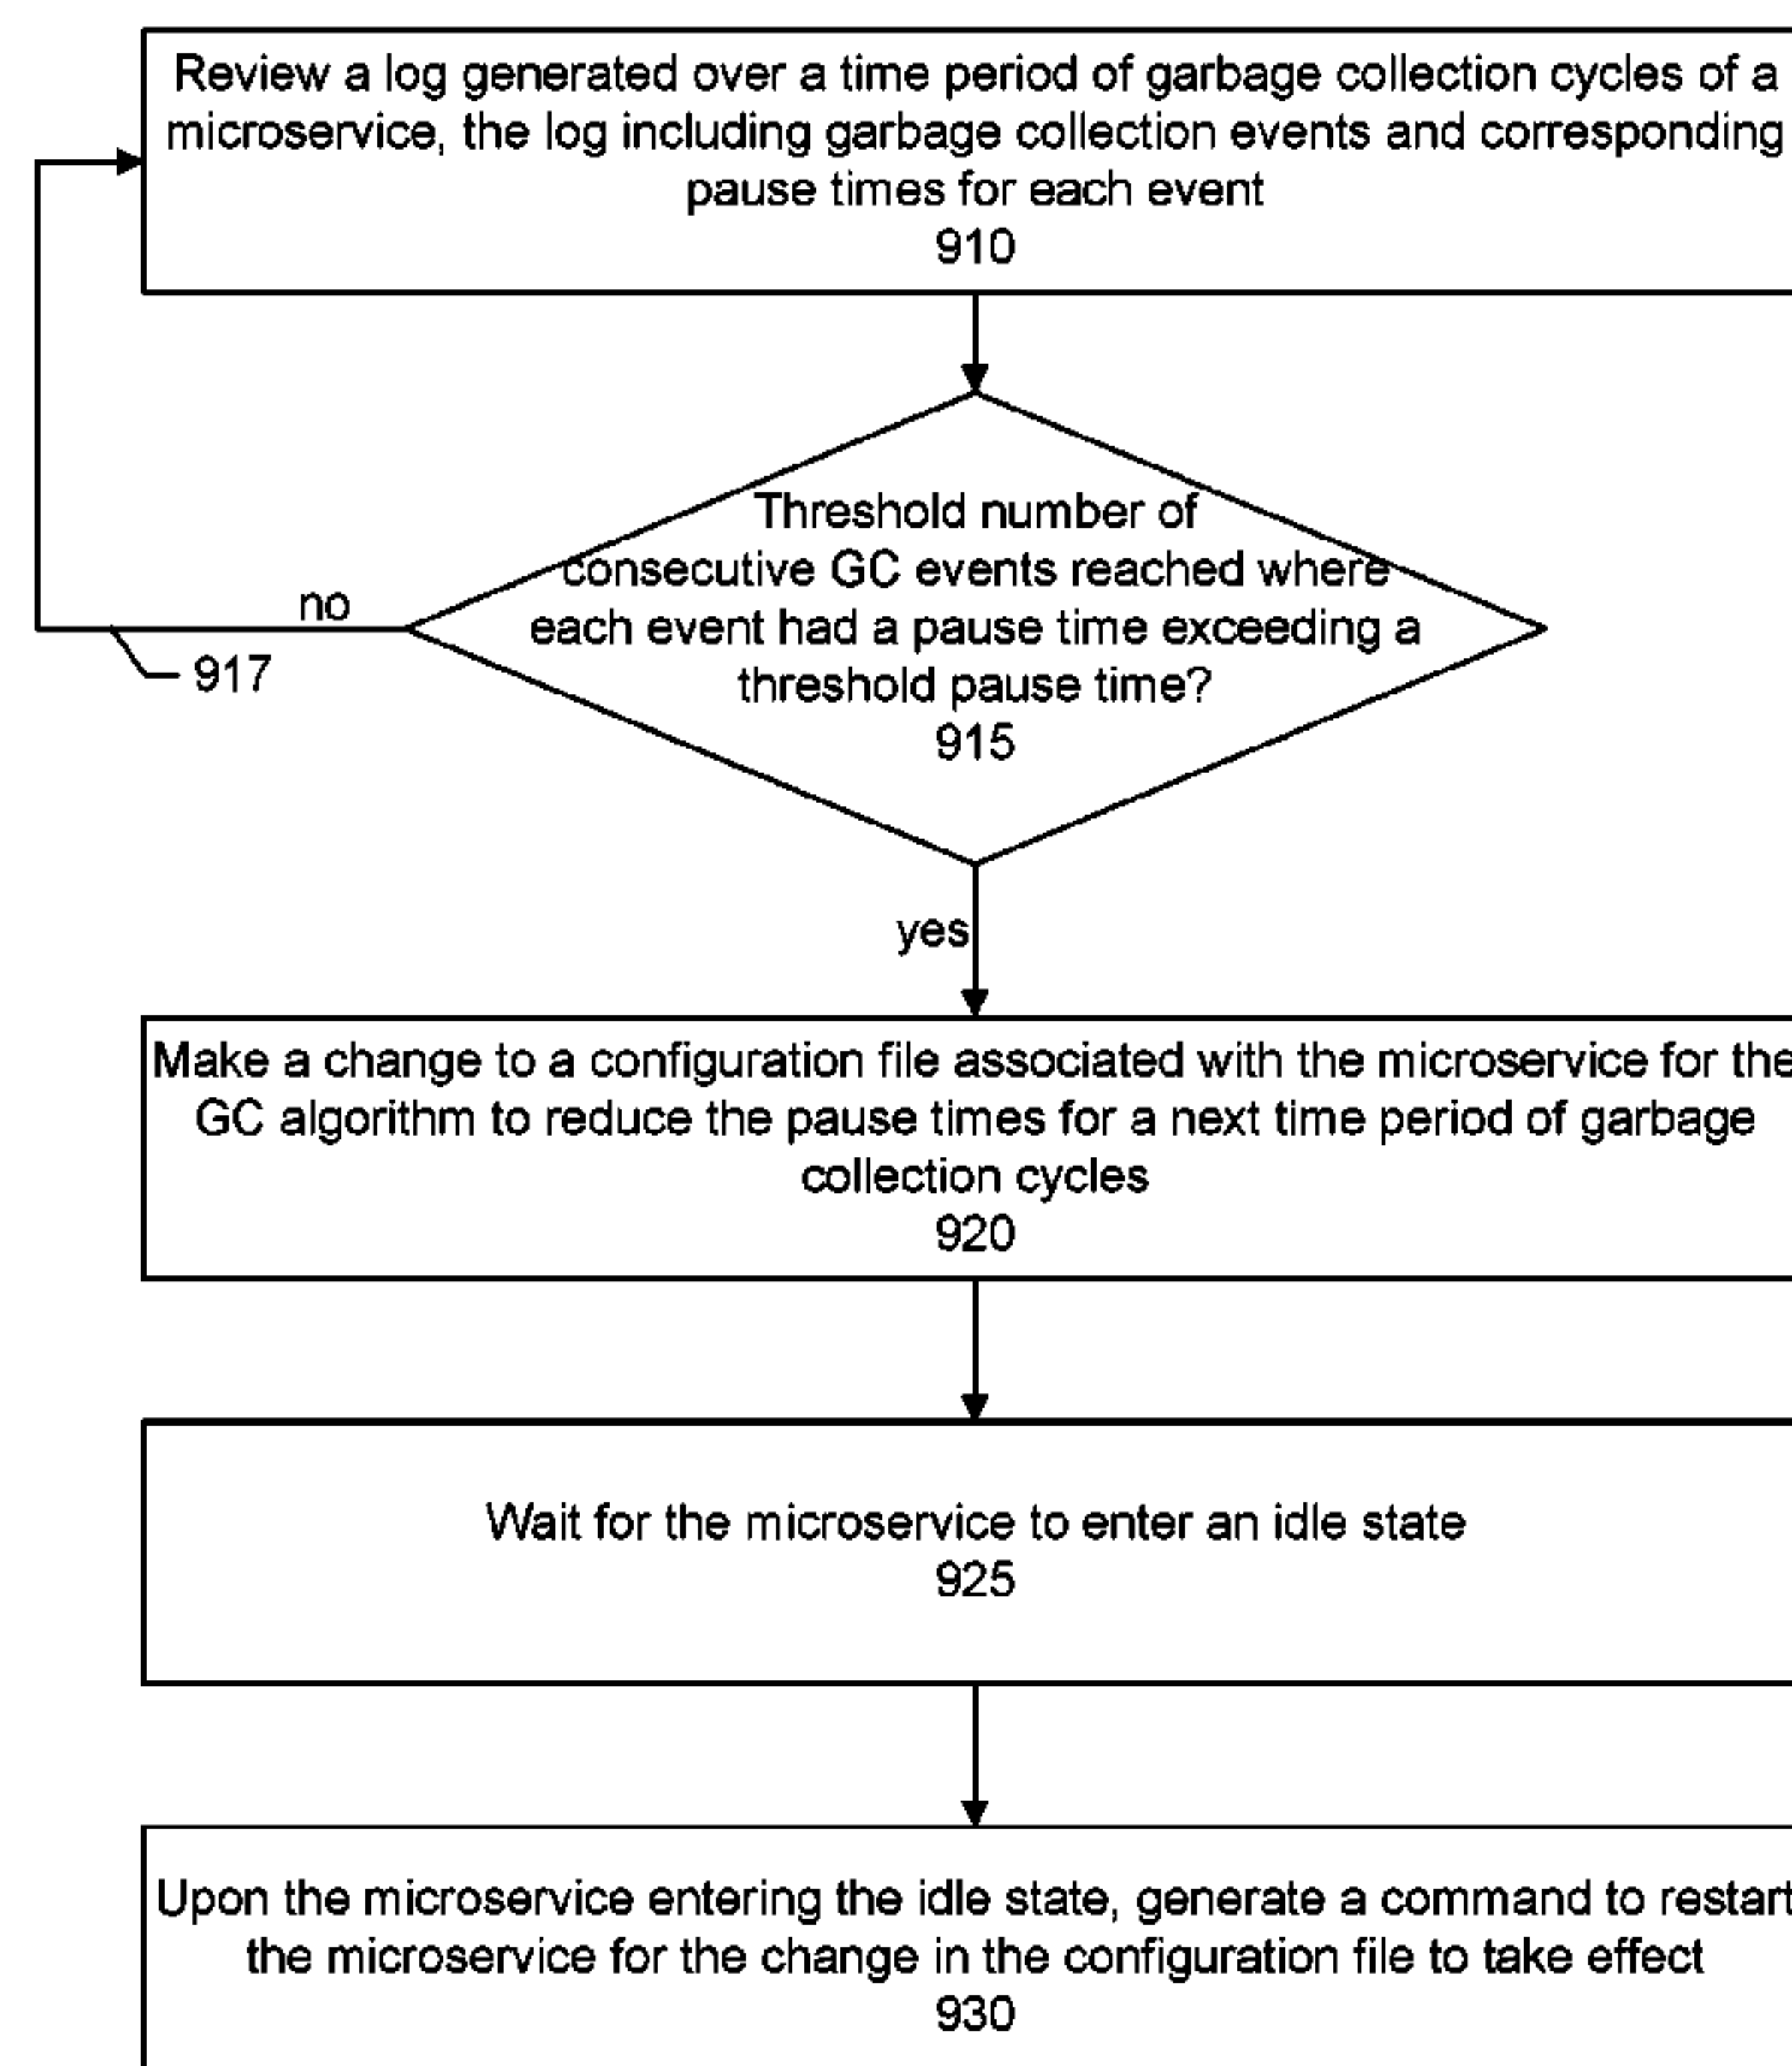 Review a log generated over a time period of garbage collection cycles of a
microservice, the log including garbage collection events and corresponding
pause times for each event
910
Threshold number of
consecutive GC events reached where
each event had a pause time exceeding a
threshold pause time?
915
no
917
yes
Make a change to a configuration file associated with the microservice for the
GC algorithm to reduce the pause times for a next time period of garbage
collection cycles
920
Wait for the microservice to enter an idle state
925
Upon the microservice entering the idle state, generate a command to restart
the microservice for the change in the configuration file to take effect
930